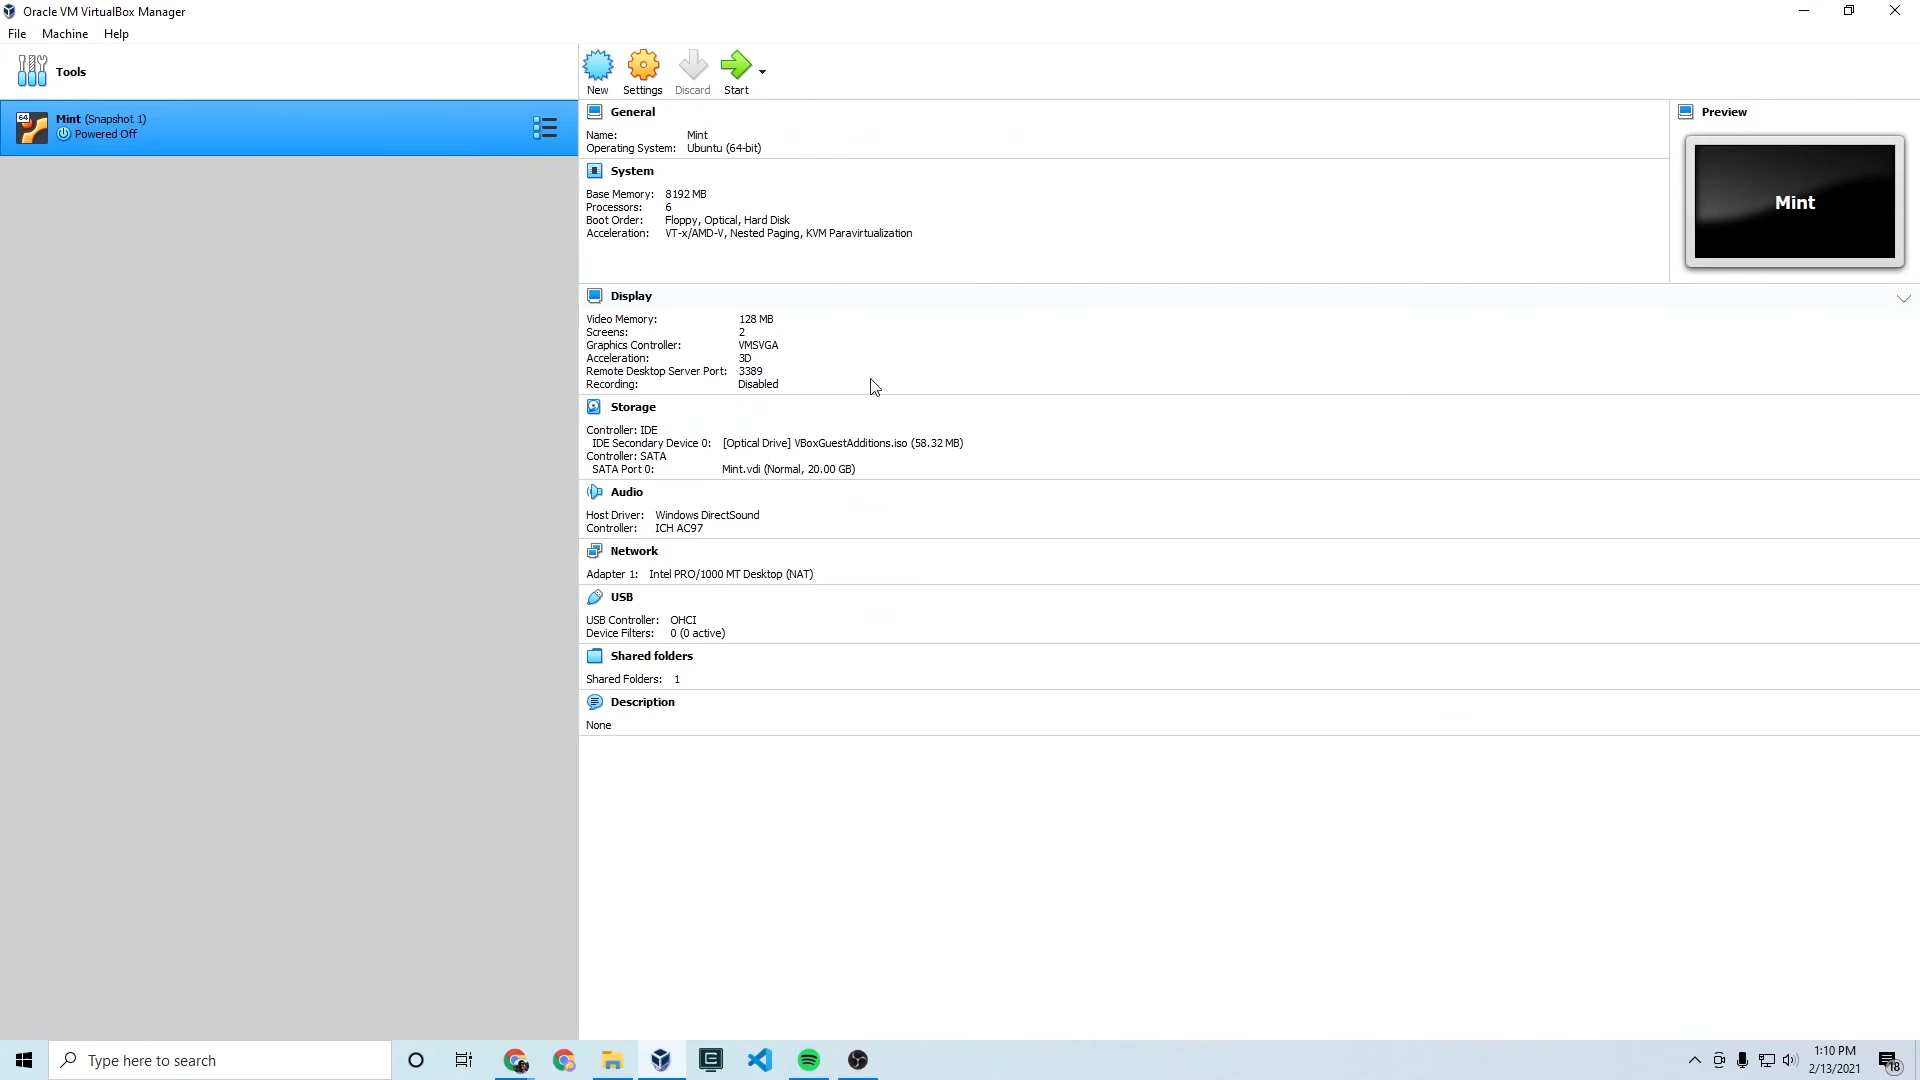 Oracle VM VirtualBox Manager
File Machine Help
Tools
New Settings Discard Start
64
Mint (Snapshot 1)
Powered Off
General
Name: Mint
Operating System: Ubuntu (64-bit)
Preview
Mint
System
Base Memory: 8192 MB
Processors: 6
Boot Order: Floppy, Optical, Hard Disk
Acceleration: VT-x/AMD-V, Nested Paging, KVM Paravirtualization
Display
Video Memory: 128 MB
Screens: 2
Graphics Controller: VMSVGA
Acceleration: 3D
Remote Desktop Server Port: 3389
Recording: Disabled
Storage
Controller: IDE
IDE Secondary Device 0: [Optical Drive] VBoxGuestAdditions.iso (58.32 MB)
Controller: SATA
SATA Port 0: Mint.vdi (Normal, 20.00 GB)
Audio
Host Driver: Windows DirectSound
Controller: ICH AC97
Network
Adapter 1: Intel PRO/1000 MT Desktop (NAT)
USB
USB Controller: OHCI
Device Filters: 0 (0 active)
Shared folders
Shared Folders: 1
Description
None
Type here to search
1:10 PM
2/13/2021
18